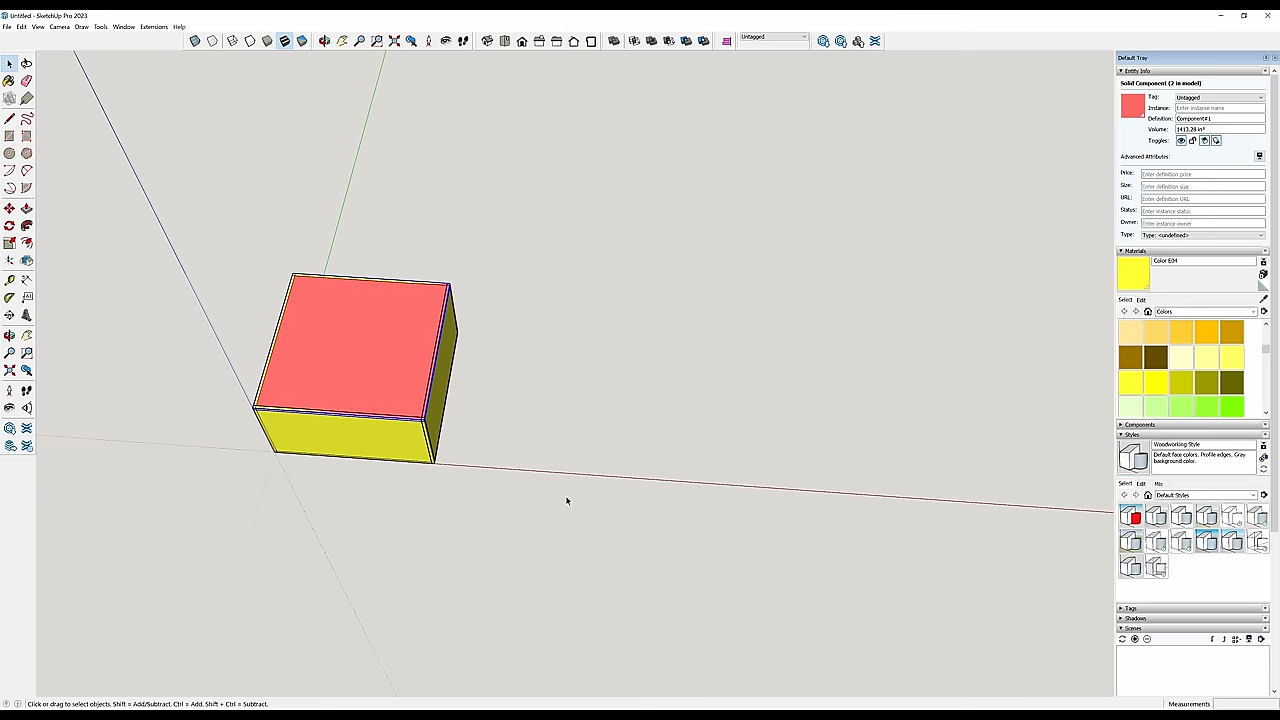 Untitled - SketchUp Pro 2023
File Edit View Camera Draw Tools Window Extensions Help
Untagged
Default Tray
Entity Info
Solid Component (2 in model)
Tag: Untagged
Instance: Enter instance name
Definition: Component#1
Volume: 1413.28 in³
Toggles:
Advanced Attributes:
Price: Enter definition price
Size: Enter definition size
URL: Enter definition URL
Status: Enter instance status
Owner: Enter instance owner
Type: Type: <undefined>
Materials
Color E04
Select Edit
Colors
Components
Styles
Woodworking Style
Default face colors. Profile edges. Gray
background color.
Select Edit Mix
Default Styles
Tags
Shadows
Scenes
Click or drag to select objects. Shift = Add/Subtract. Ctrl = Add. Shift + Ctrl = Subtract.
Measurements